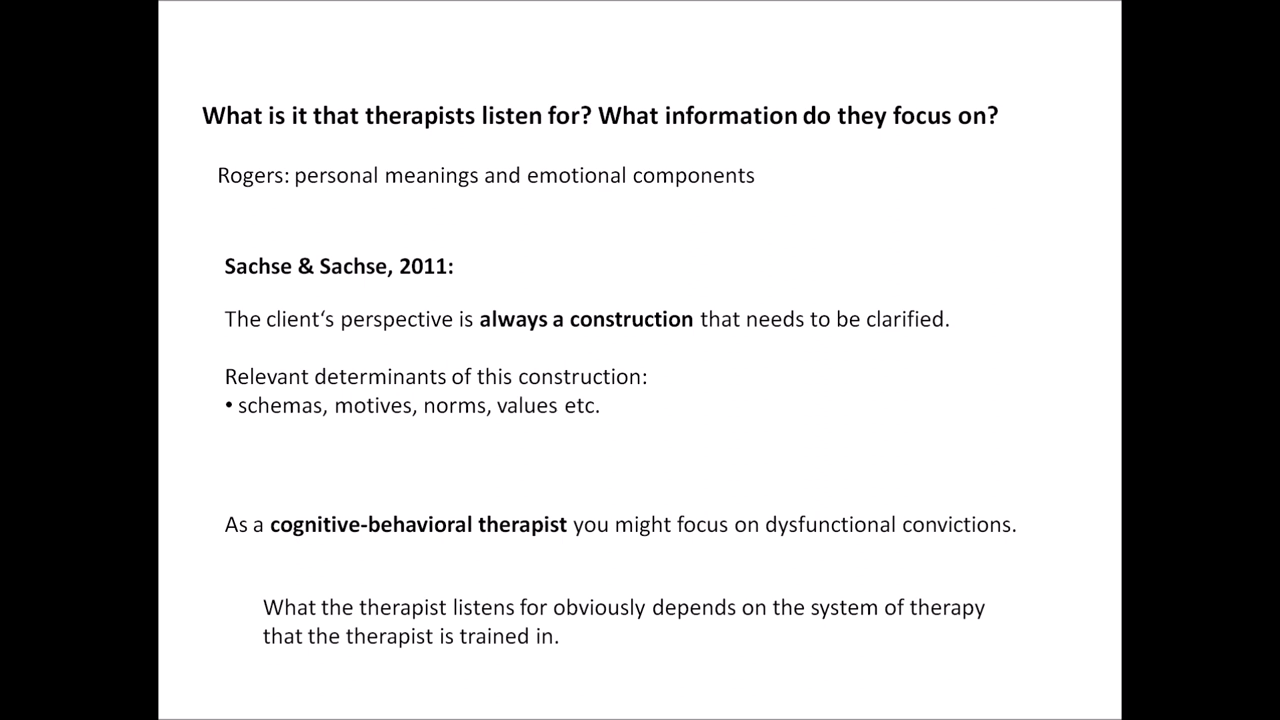 What is it that therapists listen for? What information do they focus on?
Rogers: personal meanings and emotional components
Sachse & Sachse, 2011:
The client‘s perspective is always a construction that needs to be clarified.
Relevant determinants of this construction:
• schemas, motives, norms, values etc.
As a cognitive-behavioral therapist you might focus on dysfunctional convictions.
What the therapist listens for obviously depends on the system of therapy
that the therapist is trained in.